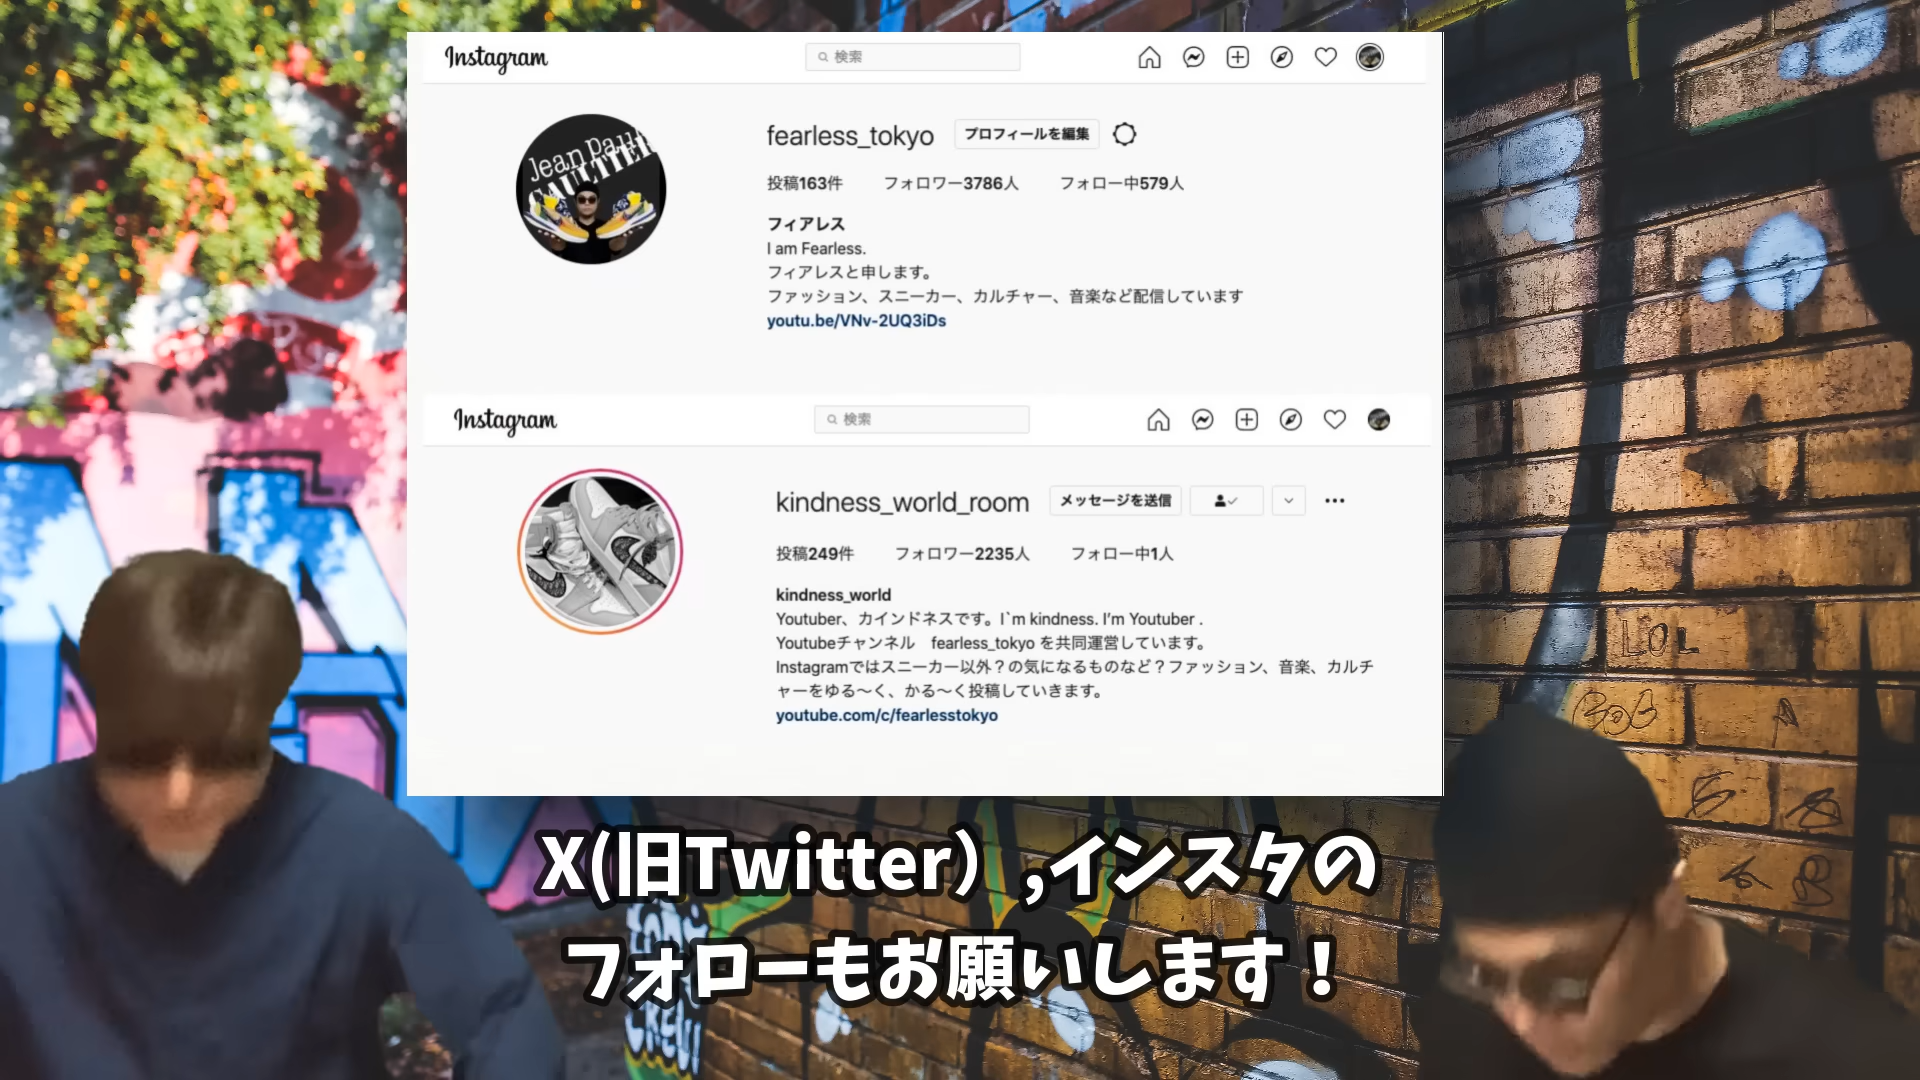 Instagram
検索
Jean Paul
GAULTIER
fearless_tokyo
プロフィールを編集
投稿163件 フォロワー3786人 フォロー中579人
フィアレス
I am Fearless.
フィアレスと申します。
ファッション、スニーカー、カルチャー、音楽など配信しています
youtu.be/VNv-2UQ3iDs
Instagram
検索
kindness_world_room
メッセージを送信
投稿249件 フォロワー2235人 フォロー中1人
kindness_world
Youtuber、カインドネスです。I`m kindness. I’m Youtuber .
Youtubeチャンネル　fearless_tokyo を共同運営しています。
Instagramではスニーカー以外？の気になるものなど？ファッション、音楽、カルチ
ャーをゆる〜く、かる〜く投稿していきます。
youtube.com/c/fearlesstokyo
LOL
X(旧Twitter）,インスタの
フォローもお願いします！
CREW